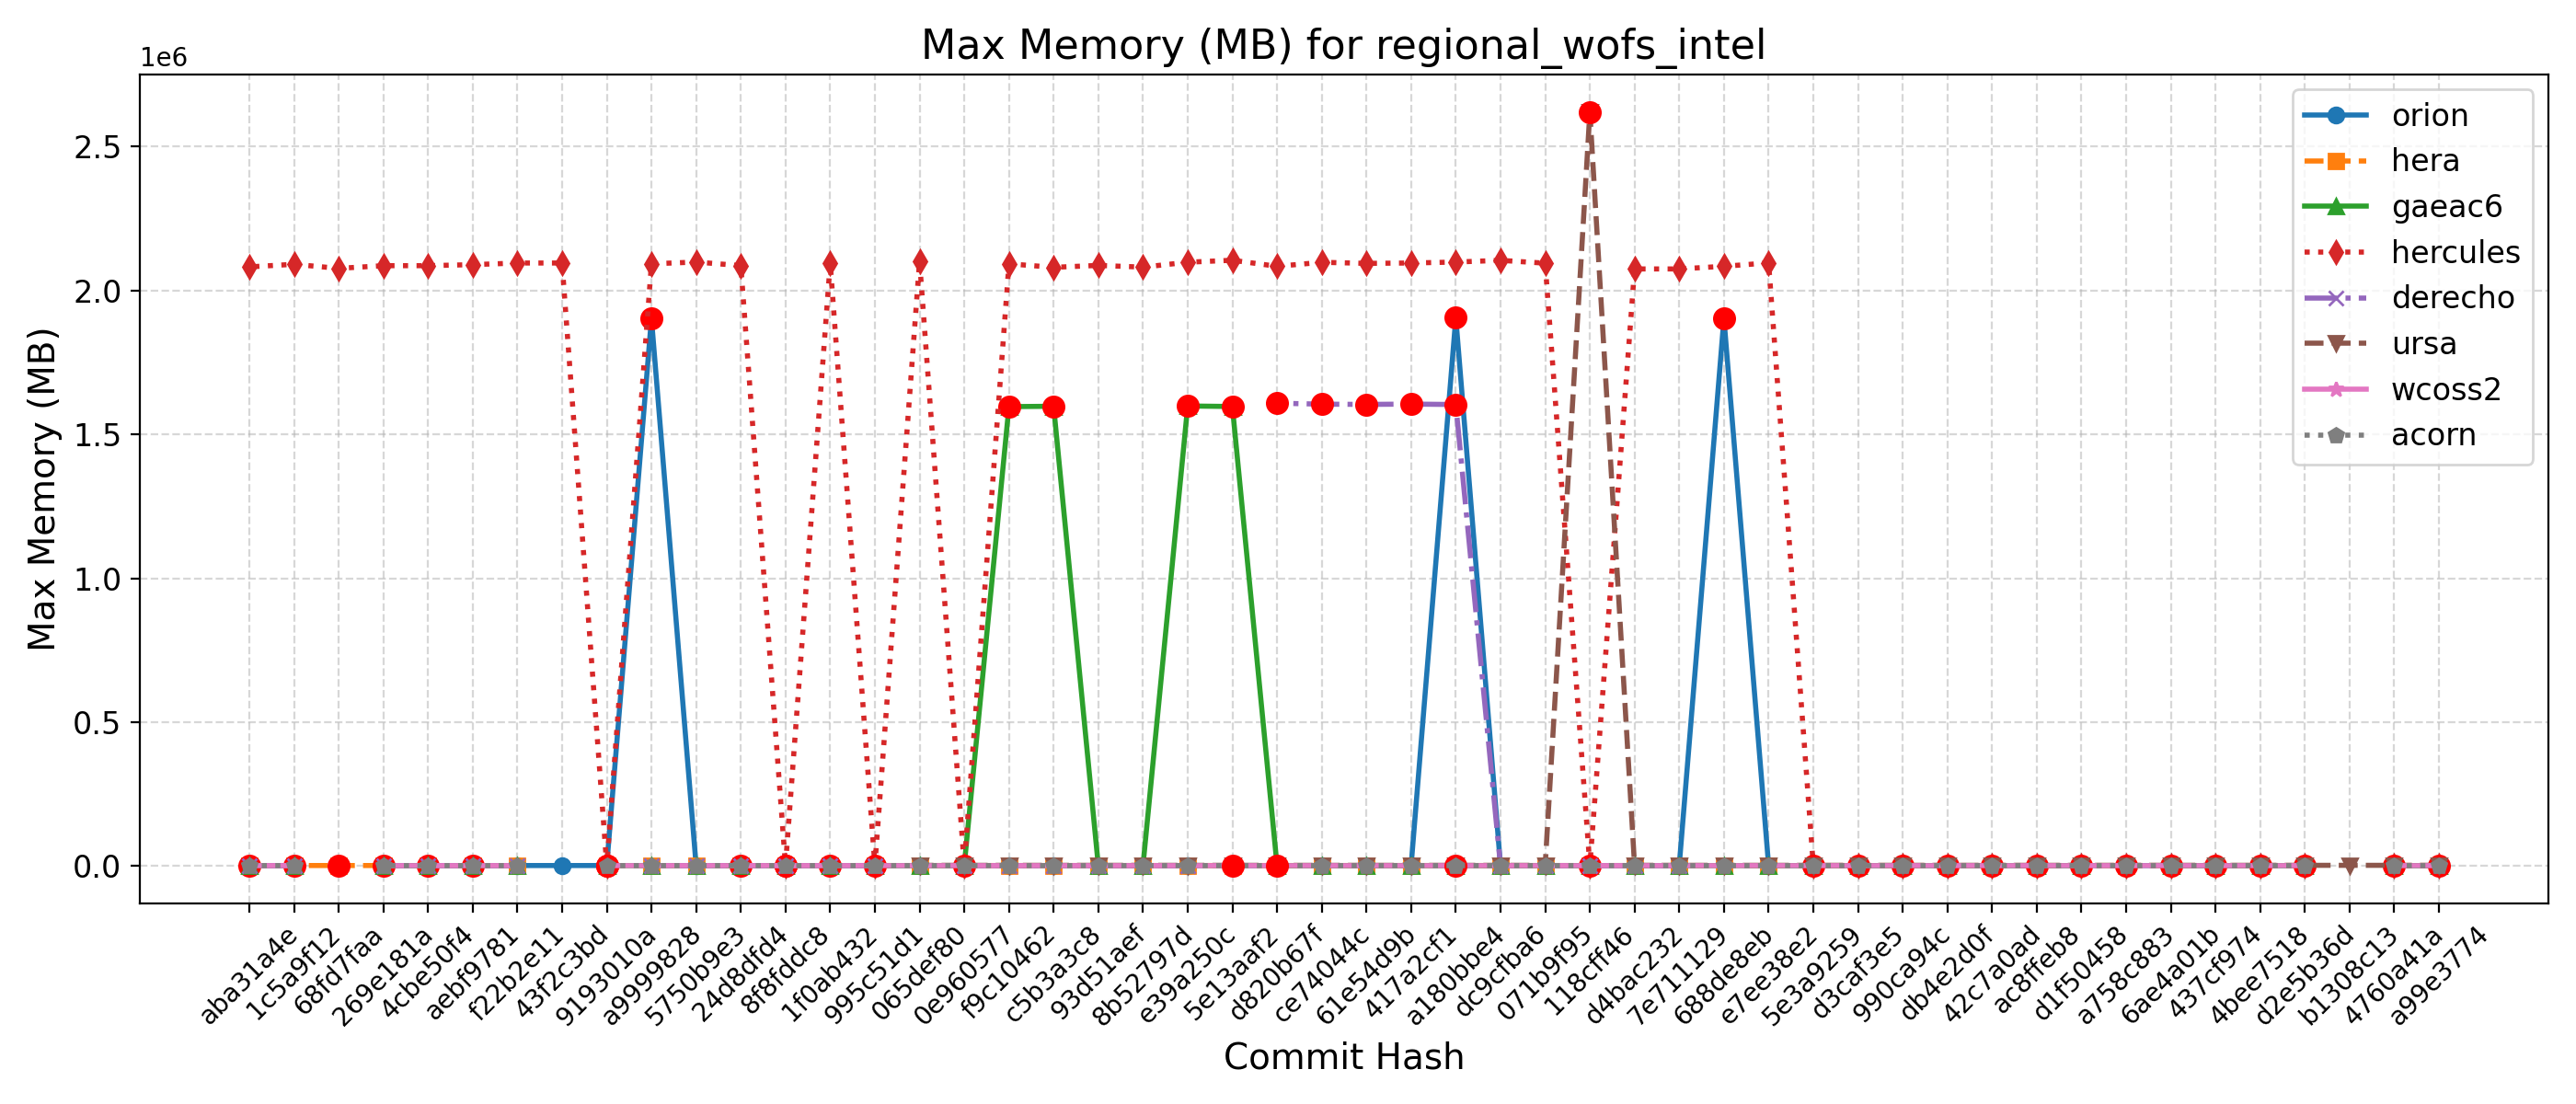 Max Memory (MB) for regional_wofs_intel
1e6
2.5
2.0
1.5
1.0
0.5
0.0
Max Memory (MB)
orion
hera
gaeac6
hercules
derecho
ursa
wcoss2
acorn
aba31a4e
1c5a9f12
68fd7faa
269e181a
4cbe50f4
aebf9781
f22b2e11
43f2c3bd
9193010a
a9999828
5750b9e3
24d8dfd4
8f8fddc8
1f0ab432
995c51d1
065def80
0e960577
f9c10462
c5b3a3c8
93d51aef
8b52797d
e39a250c
5e13aaf2
d820b67f
ce74044c
61e54d9b
417a2cf1
a180bbe4
dc9cfba6
071b9f95
118cff46
d4bac232
7e711129
688de8eb
e7ee38e2
5e3a9259
d3caf3e5
990ca94c
db4e2d0f
42c7a0ad
ac8ffeb8
d1f50458
a758c883
6ae4a01b
437cf974
4bee7518
d2e5b36d
b1308c13
4760a41a
a99e3774
Commit Hash